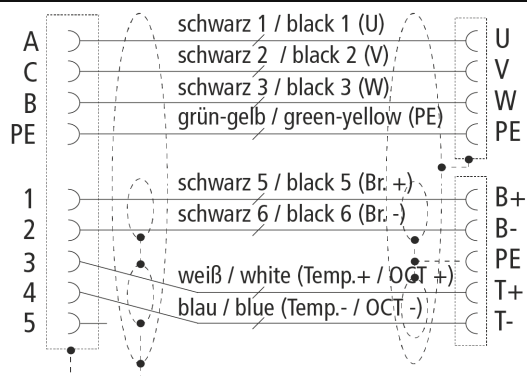 A schwarz 1 / black 1 (U) U
C schwarz 2 / black 2 (V) V
B schwarz 3 / black 3 (W) W
PE grün-gelb / green-yellow (PE) PE
1 schwarz 5 / black 5 (Br. +) B+
2 schwarz 6 / black 6 (Br. -) B-
3 PE
4 weiß / white (Temp.+ / OCT +) T+
5 blau / blue (Temp.- / OCT -) T-